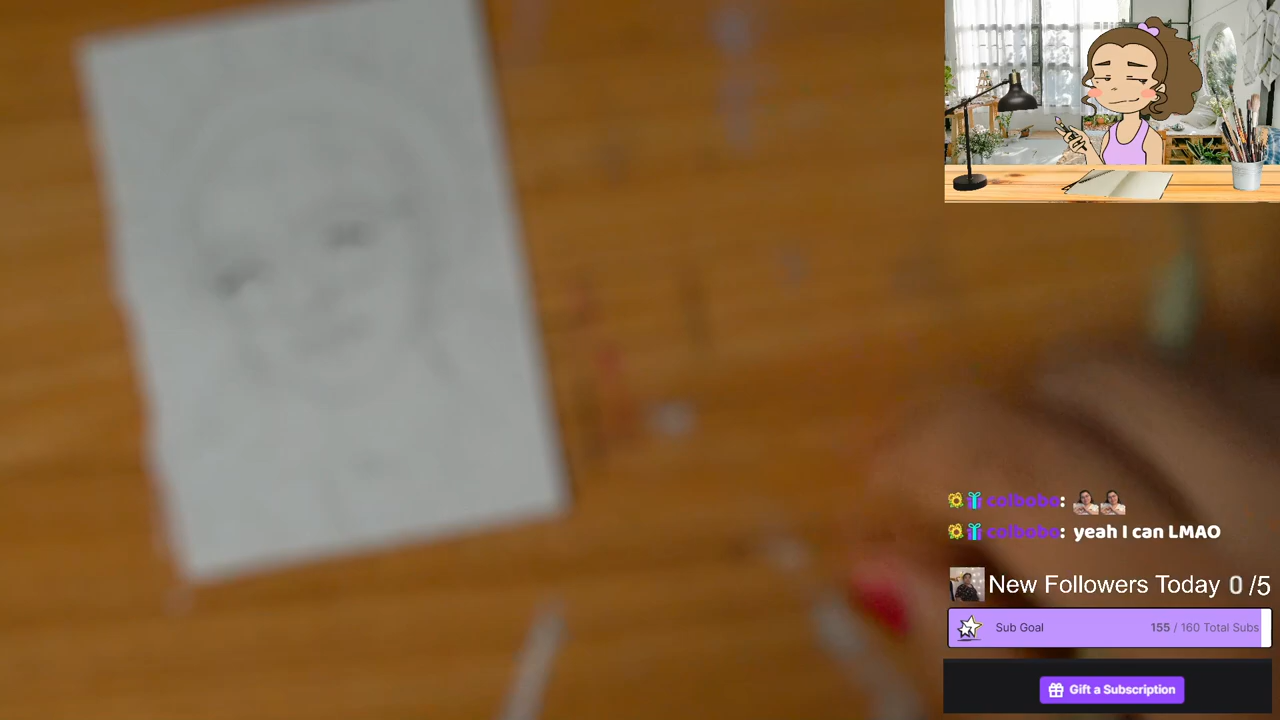 colbobo:
colbobo: yeah I can LMAO
New Followers Today 0 /5
Sub Goal 155 / 160 Total Subs
Gift a Subscription